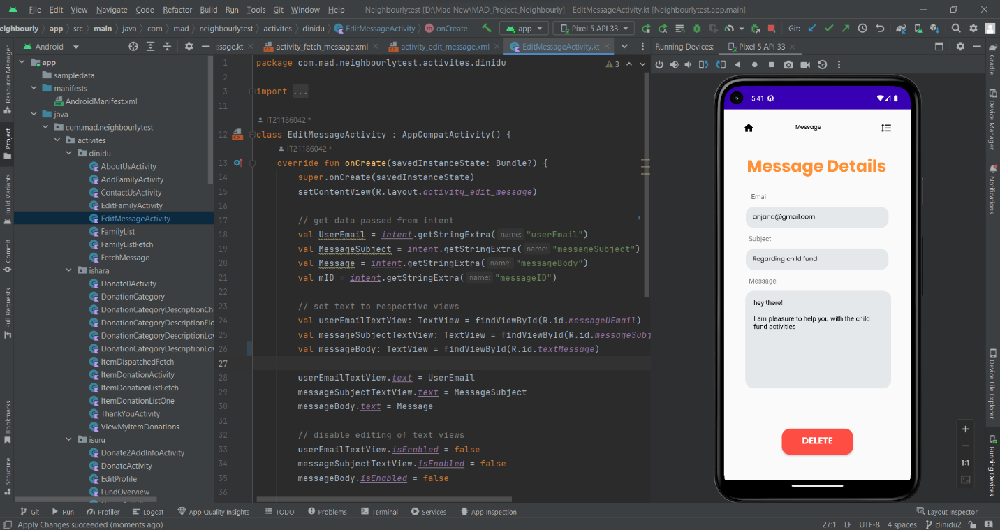 File Edit View Navigate Code Refactor Build Run Tools Git Window Help Neighbourlytest [D:\Mad New\MAD_Project_Neighbourly] - EditMessageActivity.kt [Neighbourlytest.app.main]
eighbourly app src main java com mad neighbourlytest activites dinidu EditMessageActivity onCreate app Pixel 5 API 33 Git:
Android ssage.kt activity_fetch_message.xml activity_edit_message.xml EditMessageActivity.kt Running Devices: Pixel 5 API 33
Resource Manager
Project
Build Variants
Commit
Pull Requests
Bookmarks
Structure
app
sampledata
manifests
AndroidManifest.xml
java
com.mad.neighbourlytest
activites
dinidu
AboutUsActivity
AddFamilyActivity
ContactUsActivity
EditFamilyActivity
EditMessageActivity
FamilyList
FamilyListFetch
FetchMessage
ishara
Donate0Activity
DonationCategory
DonationCategoryDescriptionChi
DonationCategoryDescriptionEld
DonationCategoryDescriptionLov
DonationCategoryDescriptionLov
ItemDispatchedFetch
ItemDonationActivity
ItemDonationListFetch
ItemDonationListOne
ThankYouActivity
ViewMyItemDonations
isuru
Donate2AddInfoActivity
DonateActivity
EditProfile
FundOverview
1 package com.mad.neighbourlytest.activites.dinidu 3
2
3 import ...
11
IT21186042 *
12 class EditMessageActivity : AppCompatActivity() {
IT21186042 *
13 override fun onCreate(savedInstanceState: Bundle?) {
14 super.onCreate(savedInstanceState)
15 setContentView(R.layout.activity_edit_message)
16
17 // get data passed from intent
18 val UserEmail = intent.getStringExtra( name: "userEmail")
19 val MessageSubject = intent.getStringExtra( name: "messageSubject")
20 val Message = intent.getStringExtra( name: "messageBody")
21 val mID = intent.getStringExtra( name: "messageID")
22
23 // set text to respective views
24 val userEmailTextView: TextView = findViewById(R.id.messageUEmail)
25 val messageSubjectTextView: TextView = findViewById(R.id.messageSubj
26 val messageBody: TextView = findViewById(R.id.textMessage)
27
28 userEmailTextView.text = UserEmail
29 messageSubjectTextView.text = MessageSubject
30 messageBody.text = Message
31
32 // disable editing of text views
33 userEmailTextView.isEnabled = false
34 messageSubjectTextView.isEnabled = false
35 messageBody.isEnabled = false
36
5:41
Message
Message Details
Email
anjana@gmail.com
Subject
Regarding child fund
Message
hey there!
I am pleasure to help you with the child
fund activities
DELETE
1:1
Gradle
Device Manager
Notifications
Device File Explorer
Running Devices
Git Run Profiler Logcat App Quality Insights TODO Problems Terminal Services App Inspection Layout Inspector
Apply Changes succeeded (moments ago) 27:1 LF UTF-8 4 spaces dinidu2